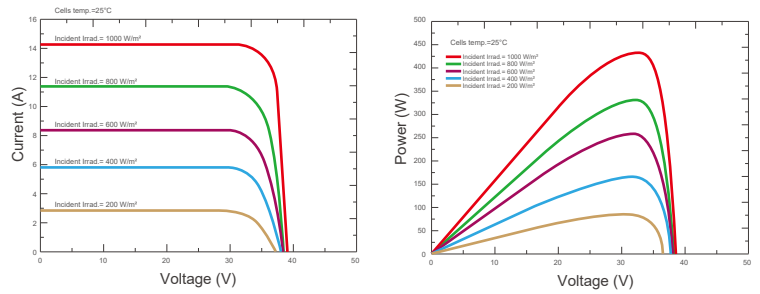 Cells temp.=25°C
16
14
12
10
8
6
4
2
0
Incident Irrad.= 1000 W/m²
Incident Irrad.= 800 W/m²
Incident Irrad.= 600 W/m²
Incident Irrad.= 400 W/m²
Incident Irrad.= 200 W/m²
Current (A)
0
10
20
30
40
50
Voltage (V)
500
450
400
350
300
250
200
150
100
50
00
Cells temp.=25°C
Incident Irrad.= 1000 W/m²
Incident Irrad.= 800 W/m²
Incident Irrad.= 600 W/m²
Incident Irrad.= 400 W/m²
Incident Irrad.= 200 W/m²
Power (W)
10
20
30
40
50
Voltage (V)